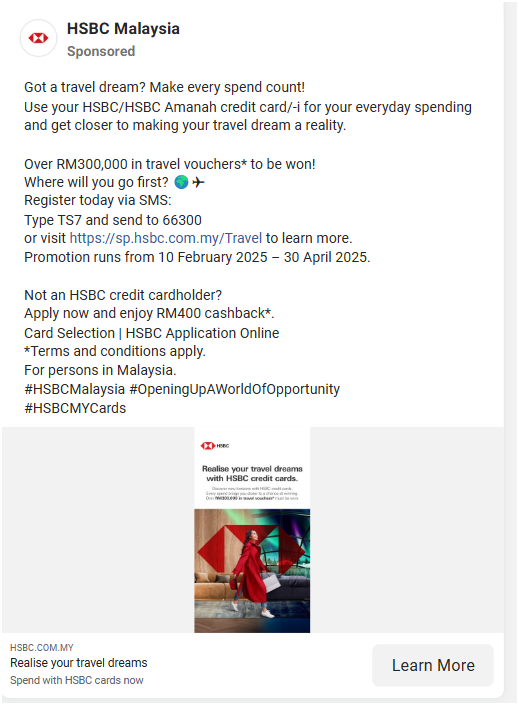 HSBC Malaysia
Sponsored
Got a travel dream? Make every spend count!
Use your HSBC/HSBC Amanah credit card/-i for your everyday spending
and get closer to making your travel dream a reality.
Over RM300,000 in travel vouchers* to be won!
Where will you go first? 🌍✈
Register today via SMS:
Type TS7 and send to 66300
or visit https://sp.hsbc.com.my/Travel to learn more.
Promotion runs from 10 February 2025 – 30 April 2025.
Not an HSBC credit cardholder?
Apply now and enjoy RM400 cashback*.
Card Selection | HSBC Application Online
*Terms and conditions apply.
For persons in Malaysia.
#HSBCMalaysia #OpeningUpAWorldOfOpportunity
#HSBCMYCards
HSBC
Realise your travel dreams
with HSBC credit cards.
Discover new horizons with HSBC credit cards.
Every spend brings you closer to a chance at winning.
Over RM300,000 in travel vouchers* must be won.
HSBC.COM.MY
Realise your travel dreams
Spend with HSBC cards now
Learn More